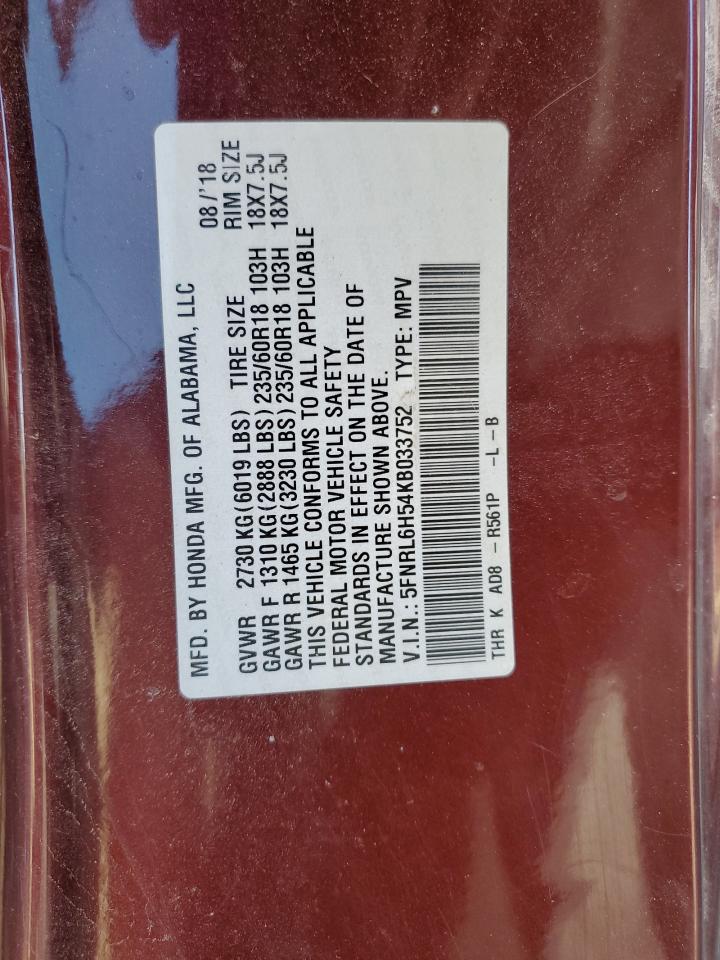 MFD. BY HONDA MFG. OF ALABAMA, LLC 08/'18
GVWR 2730 KG(6019 LBS) TIRE SIZE RIM SIZE
GAWR F 1310 KG(2888 LBS)235/60R18 103H 18X7.5J
GAWR R 1465 KG(3230 LBS)235/60R18 103H 18X7.5J
THIS VEHICLE CONFORMS TO ALL APPLICABLE
FEDERAL MOTOR VEHICLE SAFETY
STANDARDS IN EFFECT ON THE DATE OF
MANUFACTURE SHOWN ABOVE.
V.I.N.:5FNRL6H54KB033752 TYPE: MPV
THR K AD8 -R561P -L-B